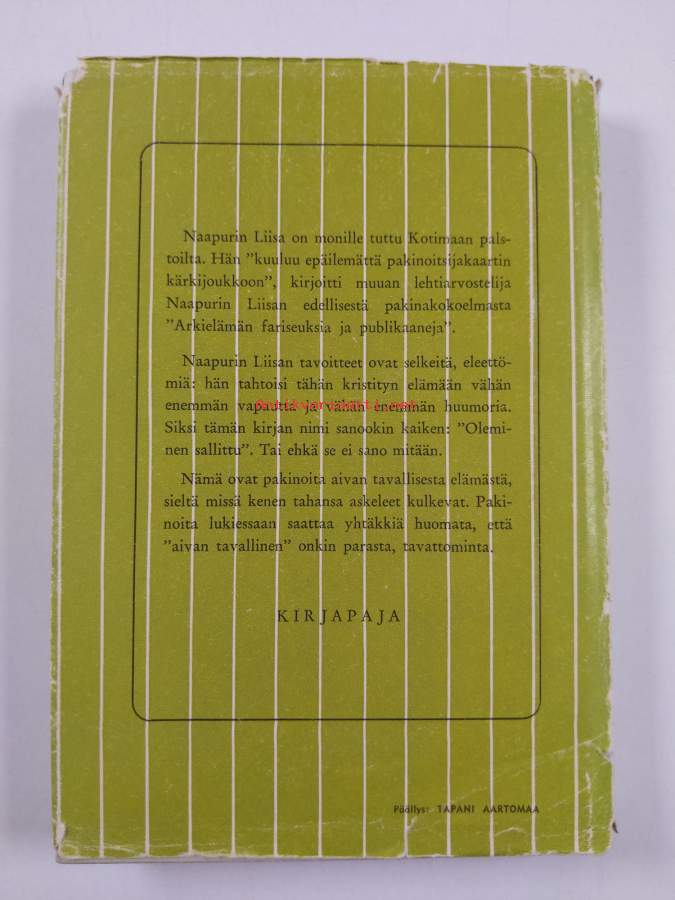 Naapurin Liisa on monille tuttu Kotimaan pals-
toilta. Hän "kuuluu epäilemättä pakinoitsijakaartin
kärkijoukkoon", kirjoitti muuan lehtiarvostelija
Naapurin Liisan edellisestä pakinakokoelmasta
"Arkielämän fariseuksia ja publikaaneja".
Naapurin Liisan tavoitteet ovat selkeitä, eleettö-
miä: hän tahtoisi tähän kristityn elämään vähän
enemmän vapautta ja vähän enemmän huumoria.
Siksi tämän kirjan nimi sanookin kaiken: "Olemi-
nen sallittu". Tai ehkä se ei sano mitään.
Nämä ovat pakinoita aivan tavallisesta elämästä,
sieltä missä kenen tahansa askeleet kulkevat. Paki-
noita lukiessaan saattaa yhtäkkiä huomata, että
"aivan tavallinen" onkin parasta, tavattominta.
KIRJAPAJA
Päällys: TAPANI AARTOMAA